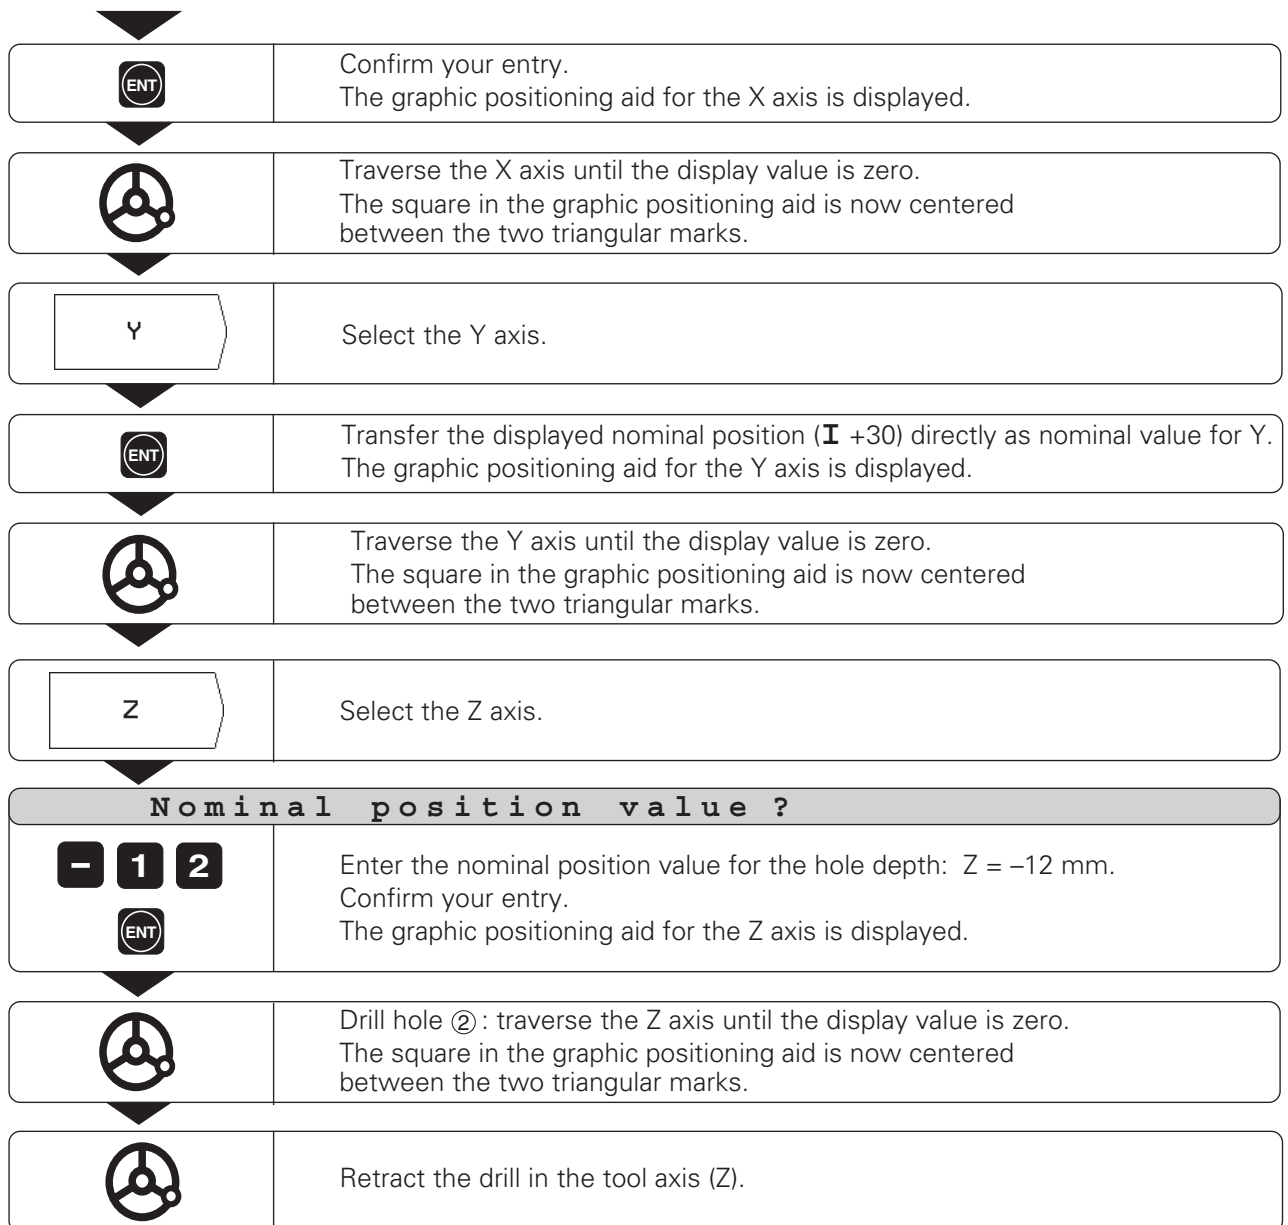 ENT
Confirm your entry.
The graphic positioning aid for the X axis is displayed.
Traverse the X axis until the display value is zero.
The square in the graphic positioning aid is now centered
between the two triangular marks.
Y
Select the Y axis.
ENT
Transfer the displayed nominal position (I +30) directly as nominal value for Y.
The graphic positioning aid for the Y axis is displayed.
Traverse the Y axis until the display value is zero.
The square in the graphic positioning aid is now centered
between the two triangular marks.
Z
Select the Z axis.
Nominal position value ?
– 1 2
Enter the nominal position value for the hole depth: Z = –12 mm.
Confirm your entry.
ENT
The graphic positioning aid for the Z axis is displayed.
Drill hole ② : traverse the Z axis until the display value is zero.
The square in the graphic positioning aid is now centered
between the two triangular marks.
Retract the drill in the tool axis (Z).